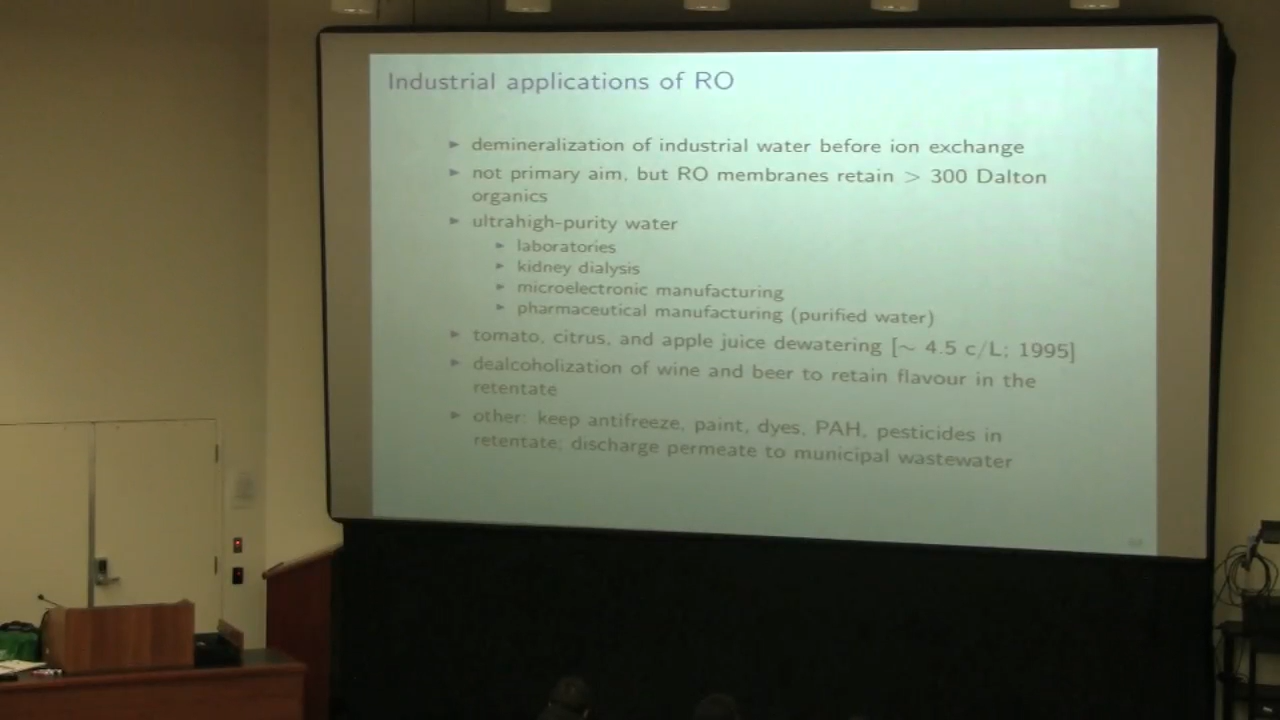 Industrial applications of RO
▶ demineralization of industrial water before ion exchange
▶ not primary aim, but RO membranes retain > 300 Dalton
organics
▶ ultrahigh-purity water
▶ laboratories
▶ kidney dialysis
▶ microelectronic manufacturing
▶ pharmaceutical manufacturing (purified water)
▶ tomato, citrus, and apple juice dewatering [∼ 4.5 c/L; 1995]
▶ dealcoholization of wine and beer to retain flavour in the
retentate
▶ other: keep antifreeze, paint, dyes, PAH, pesticides in
retentate; discharge permeate to municipal wastewater